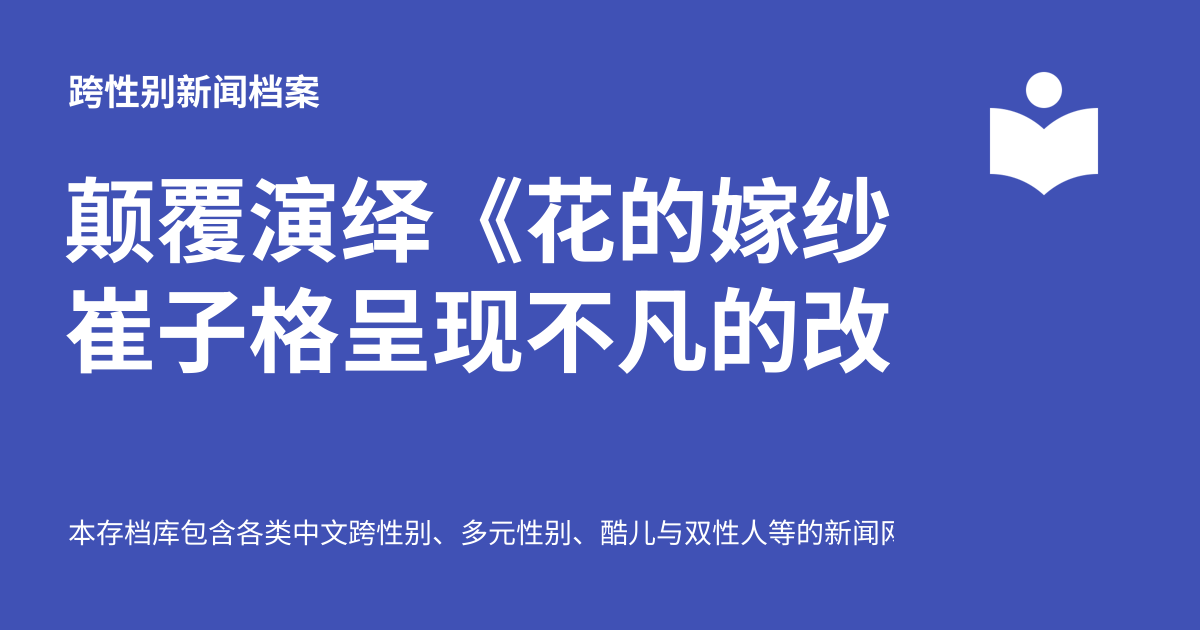 跨性别新闻档案
颠覆演绎《花的嫁纱
崔子格呈现不凡的改
本存档库包含各类中文跨性别、多元性别、酷儿与双性人等的新闻网